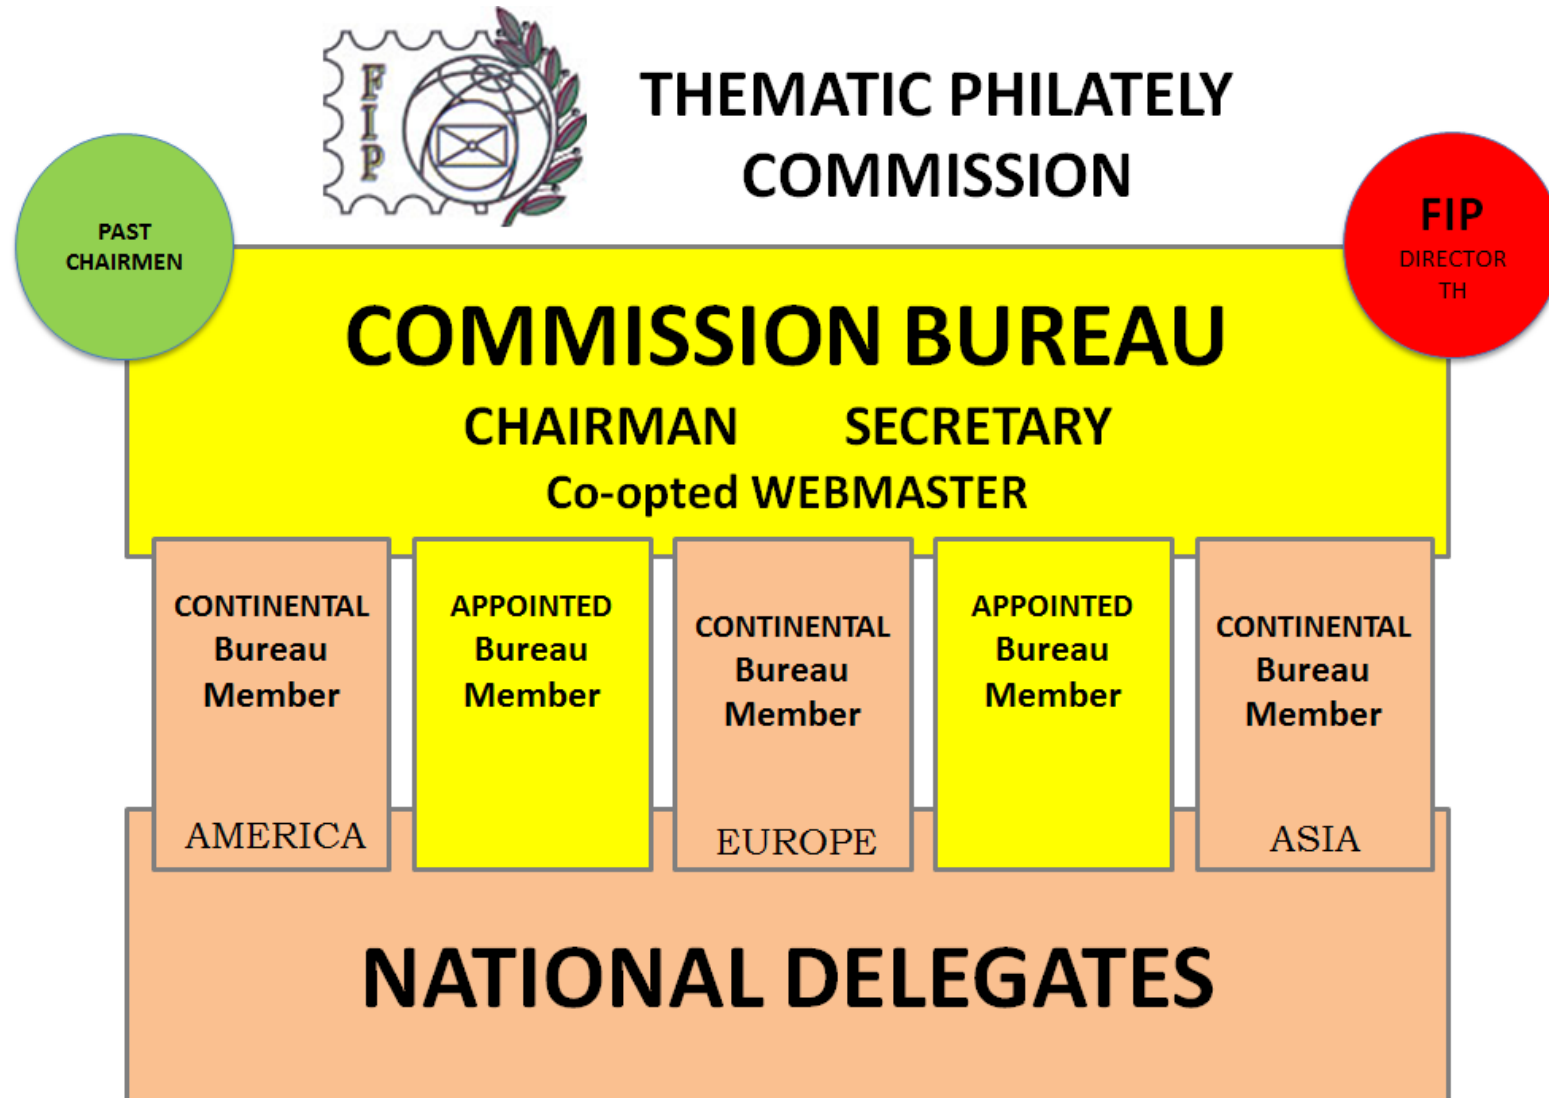 FIP
THEMATIC PHILATELY
COMMISSION
PAST
CHAIRMEN
FIP
DIRECTOR
TH
COMMISSION BUREAU
CHAIRMAN SECRETARY
Co-opted WEBMASTER
CONTINENTAL
Bureau
Member
AMERICA
APPOINTED
Bureau
Member
CONTINENTAL
Bureau
Member
EUROPE
APPOINTED
Bureau
Member
CONTINENTAL
Bureau
Member
ASIA
NATIONAL DELEGATES